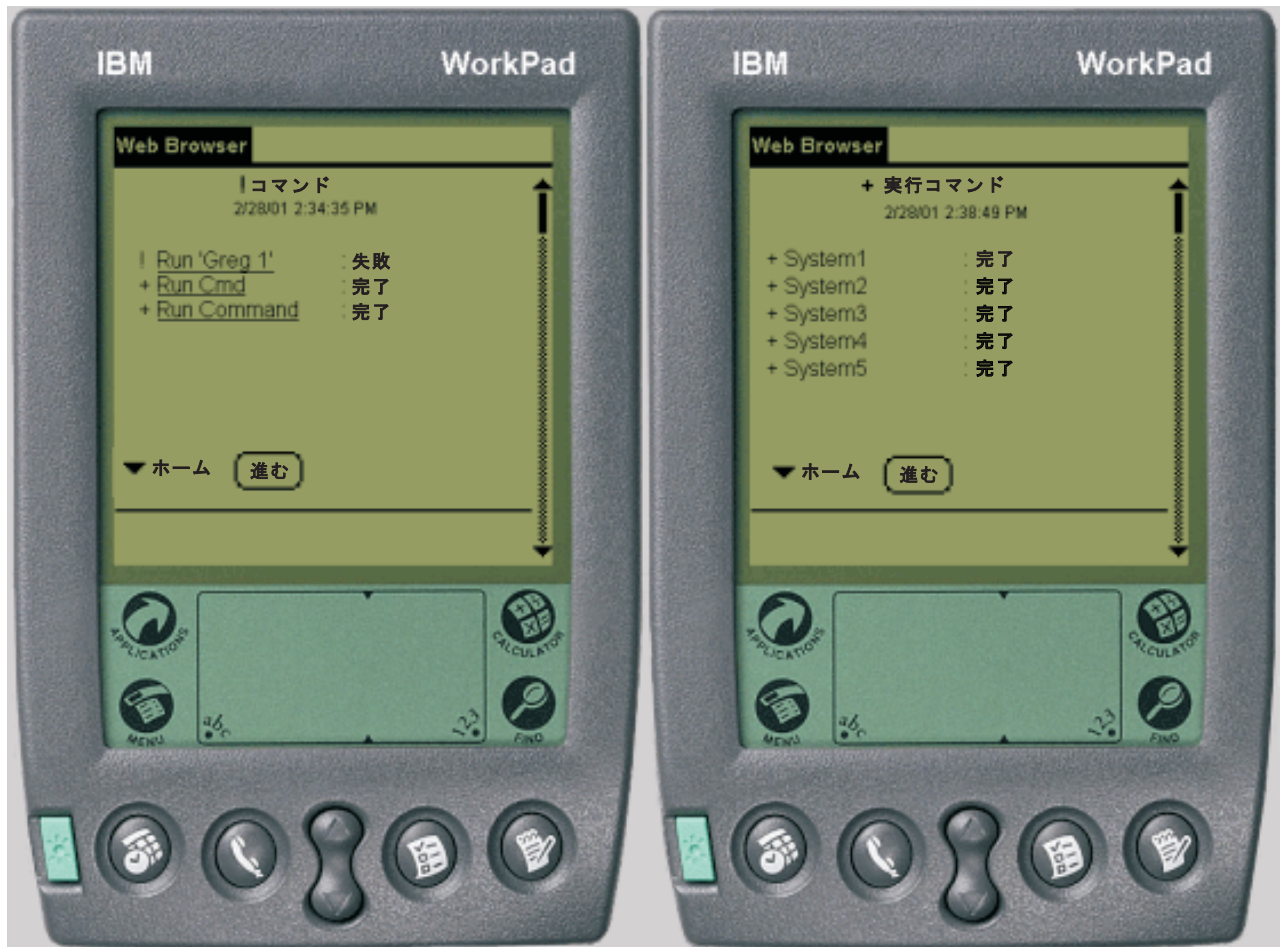 IBM WorkPad
Web Browser
! コマンド
2/28/01 2:34:35 PM
! Run 'Greg 1' : 失敗
+ Run Cmd : 完了
+ Run Command : 完了
ホーム 進む
APPLICATIONS
CALCULATOR
MENU
abc
123
FIND
IBM WorkPad
Web Browser
+ 実行コマンド
2/28/01 2:38:49 PM
+ System1 : 完了
+ System2 : 完了
+ System3 : 完了
+ System4 : 完了
+ System5 : 完了
ホーム 進む
APPLICATIONS
CALCULATOR
MENU
abc
123
FIND